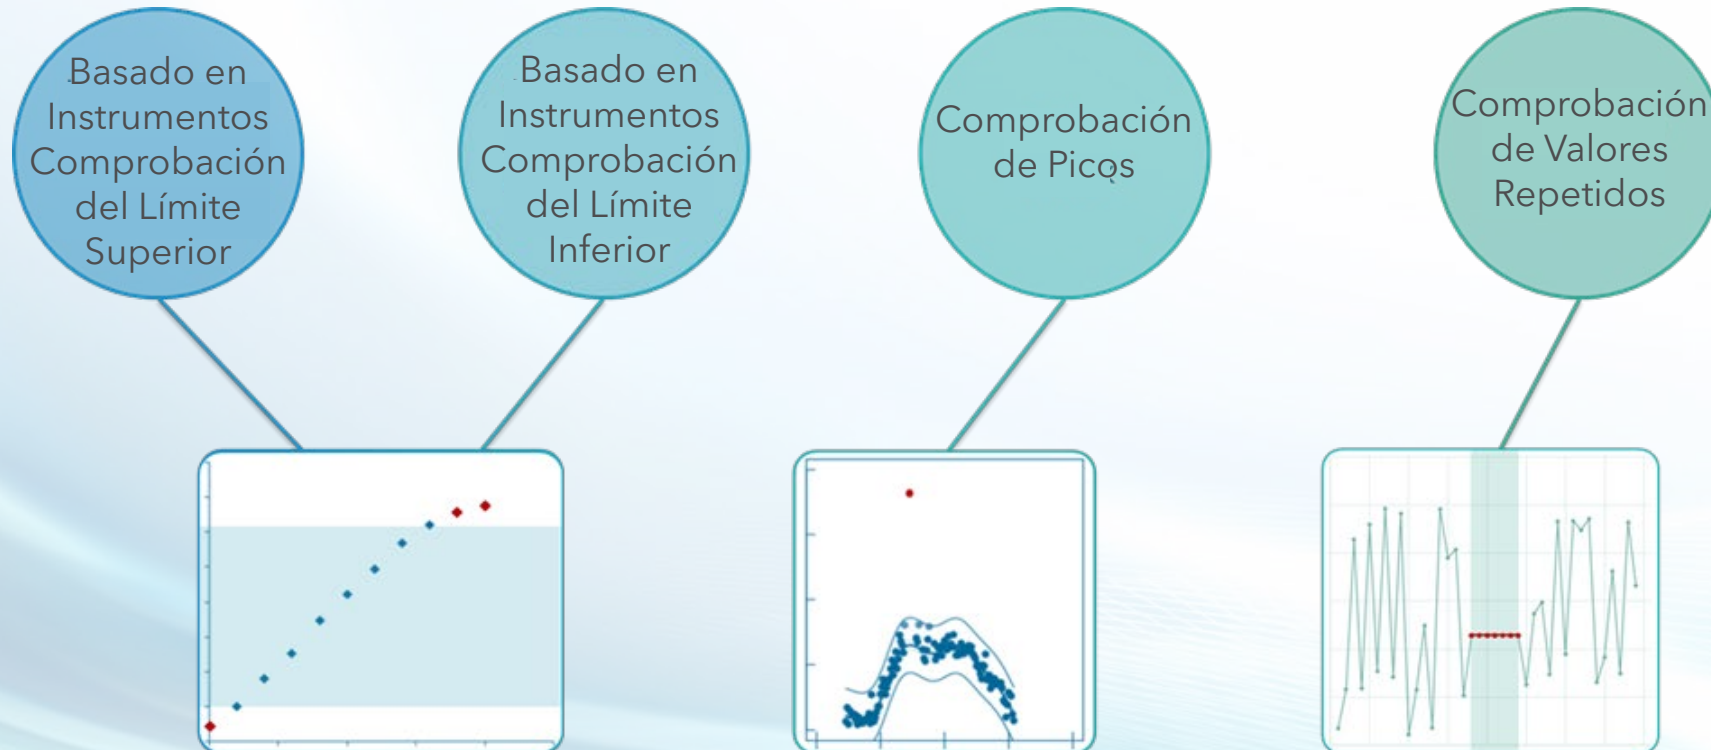 Basado en
Instrumentos
Comprobación
del Límite
Superior
Basado en
Instrumentos
Comprobación
del Límite
Inferior
Comprobación
de Picos
Comprobación
de Valores
Repetidos